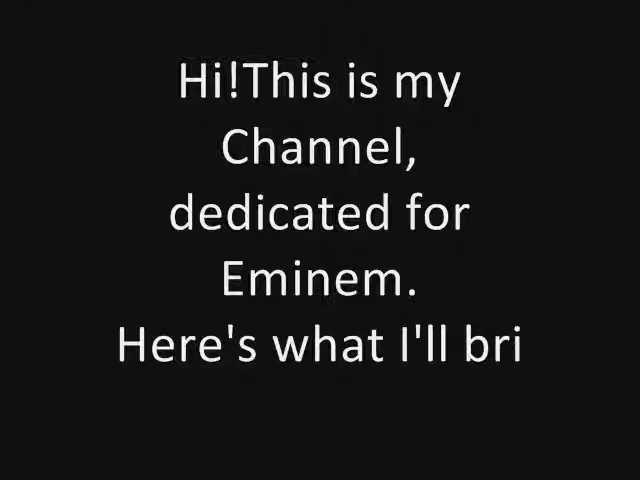 Hi!This is my
Channel,
dedicated for
Eminem.
Here's what I'll bri